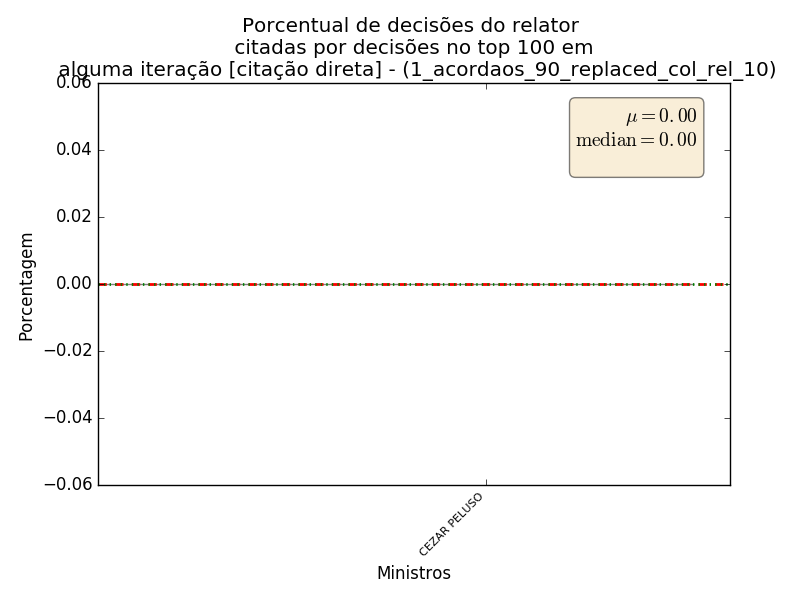 Porcentual de decisões do relator
citadas por decisões no top 100 em
alguma iteração [citação direta] - (1_acordaos_90_replaced_col_rel_10)
0.06
μ = 0.00
median = 0.00
0.04
0.02
0.00
−0.02
−0.04
−0.06
Porcentagem
CEZAR PELUSO
Ministros